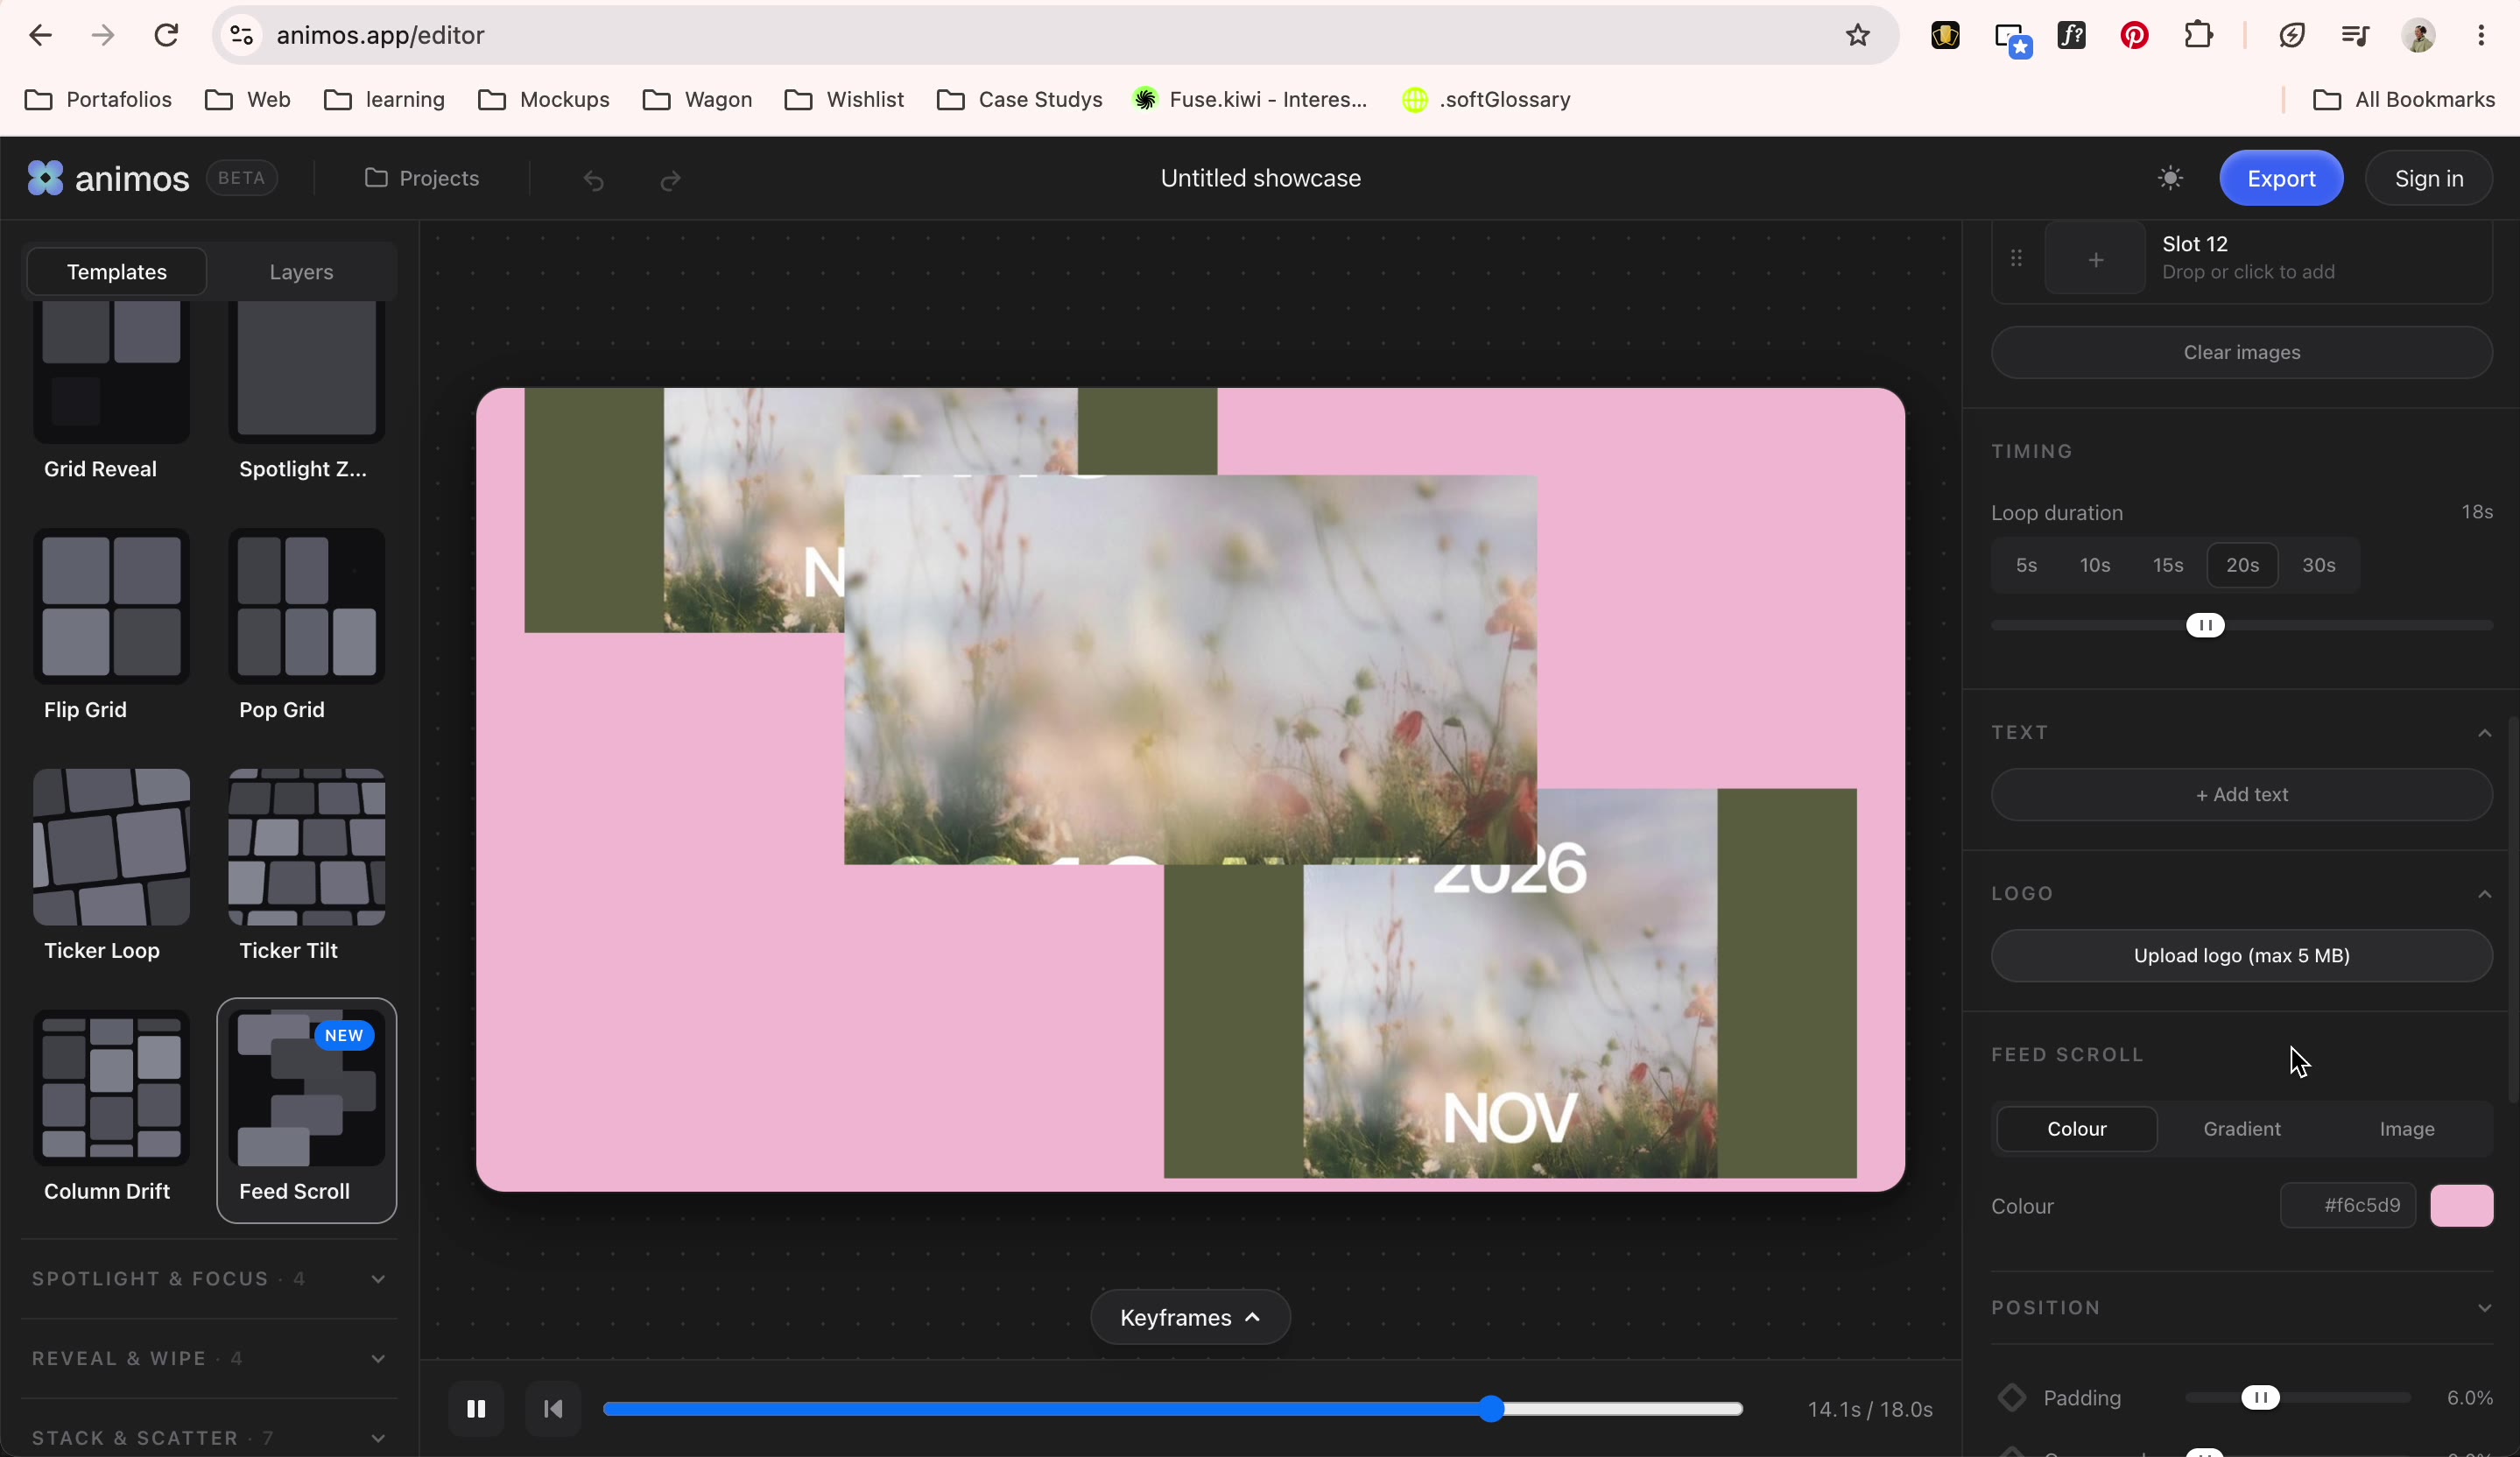 animos.app/editor
Portafolios
Web
learning
Mockups
Wagon
Wishlist
Case Studys
Fuse.kiwi - Interes...
.softGlossary
All Bookmarks
animos
BETA
Projects
Untitled showcase
Export
Sign in
Templates
Layers
Grid Reveal
Spotlight Z...
Flip Grid
Pop Grid
Ticker Loop
Ticker Tilt
NEW
Column Drift
Feed Scroll
SPOTLIGHT & FOCUS · 4
REVEAL & WIPE · 4
STACK & SCATTER · 7
N
2026
NOV
Keyframes
14.1s / 18.0s
Slot 12
Drop or click to add
Clear images
TIMING
Loop duration
18s
5s
10s
15s
20s
30s
TEXT
+ Add text
LOGO
Upload logo (max 5 MB)
FEED SCROLL
Colour
Gradient
Image
Colour
#f6c5d9
POSITION
Padding
6.0%